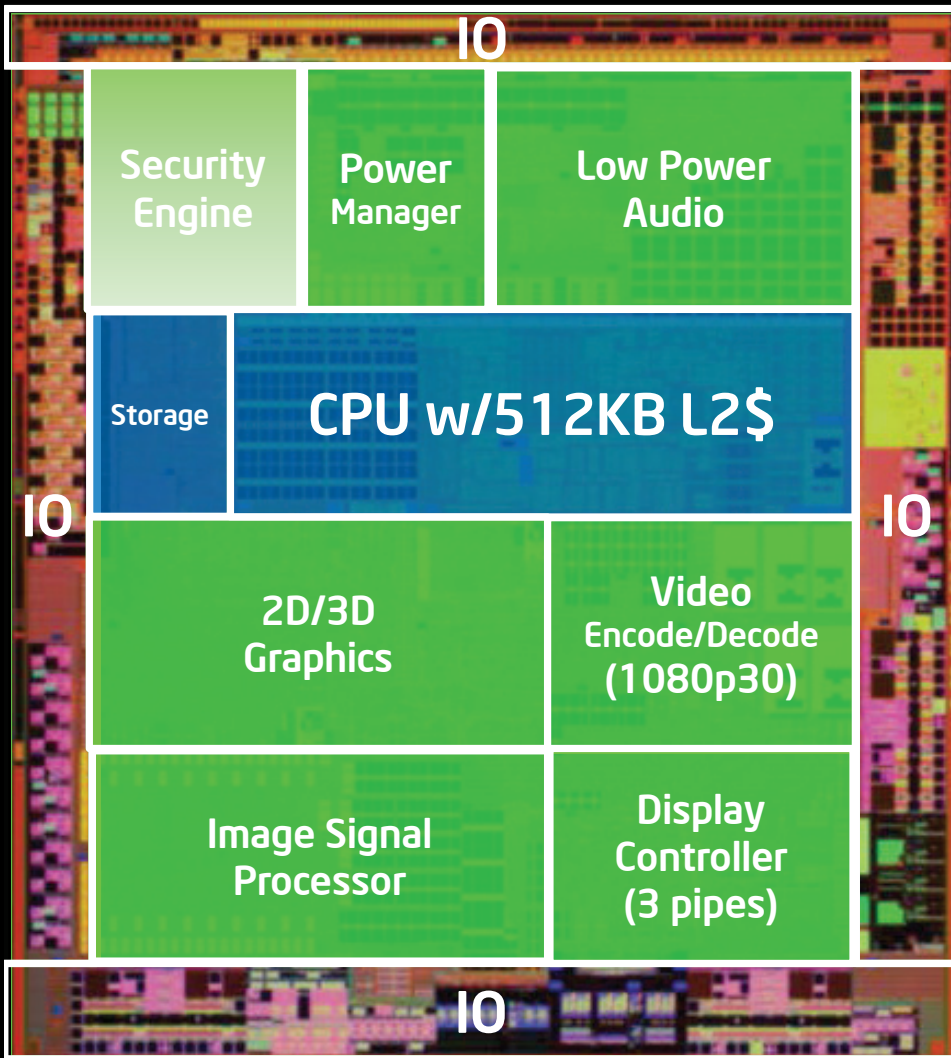 IO
Security
Engine
Power
Manager
Low Power
Audio
Storage
CPU w/512KB L2$
IO
IO
2D/3D
Graphics
Video
Encode/Decode
(1080p30)
Image Signal
Processor
Display
Controller
(3 pipes)
IO